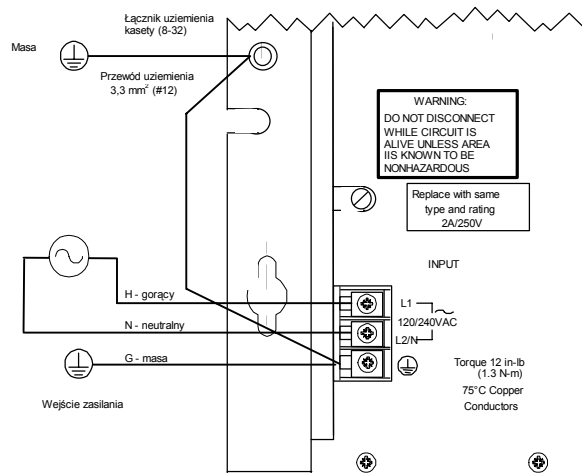 Łącznik uziemienia
kasety (8-32)
Masa
Przewód uziemienia
3,3 mm² (#12)
WARNING:
DO NOT DISCONNECT
WHILE CIRCUIT IS
ALIVE UNLESS AREA
IIS KNOWN TO BE
NONHAZARDOUS
Replace with same
type and rating
2A/250V
INPUT
H - gorący
L1
120/240VAC
N - neutralny
L2/N
G - masa
Torque 12 in-lb
(1.3 N-m)
75°C Copper
Conductors
Wejście zasilania